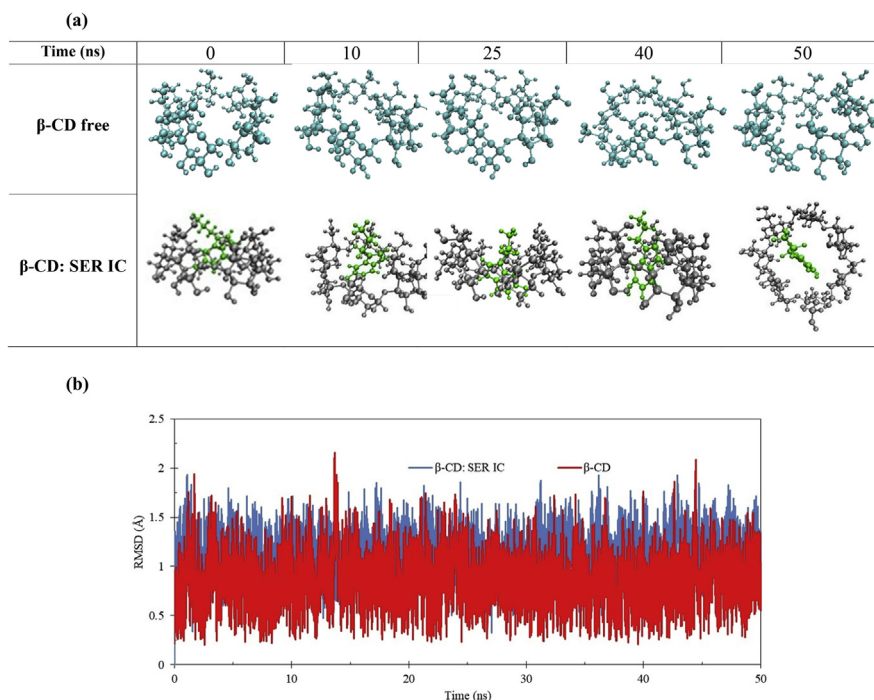 (a)
Time (ns) 0 10 25 40 50
β-CD free
β-CD: SER IC
(b)
2.5
β-CD: SER IC β-CD
2
1.5
RMSD (Å)
1
0.5
0
0 10 20 30 40 50
Time (ns)